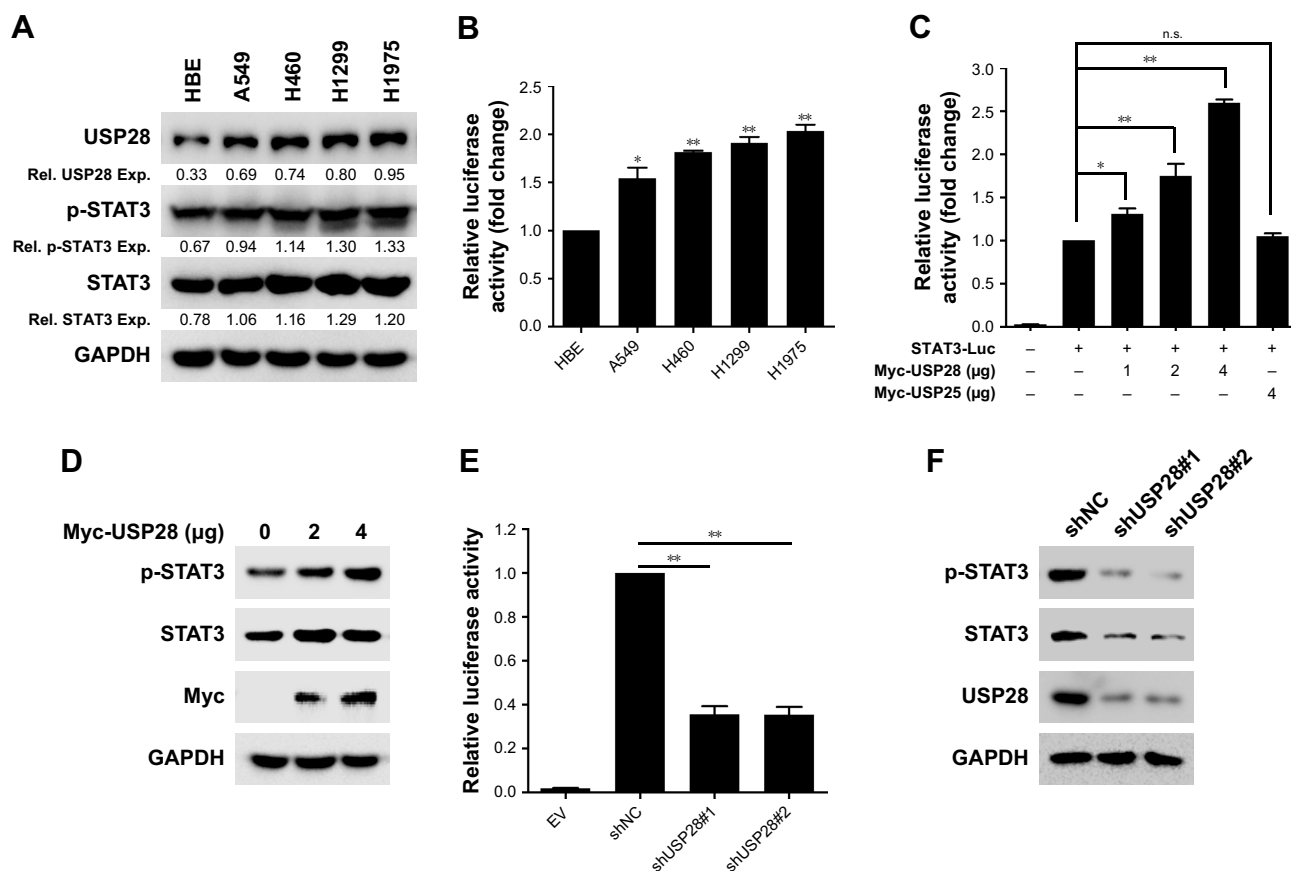 A
HBE A549 H460 H1299 H1975
USP28
Rel. USP28 Exp. 0.33 0.69 0.74 0.80 0.95
p-STAT3
Rel. p-STAT3 Exp. 0.67 0.94 1.14 1.30 1.33
STAT3
Rel. STAT3 Exp. 0.78 1.06 1.16 1.29 1.20
GAPDH
B
Relative luciferase
activity (fold change)
2.5
2.0
1.5
1.0
0.5
0.0
* ** ** **
HBE A549 H460 H1299 H1975
C
Relative luciferase
activity (fold change)
3.0
2.5
2.0
1.5
1.0
0.5
0.0
n.s.
**
**
*
STAT3-Luc – + + + + +
Myc-USP28 (µg) – – 1 2 4 –
Myc-USP25 (µg) – – – – – 4
D
Myc-USP28 (µg) 0 2 4
p-STAT3
STAT3
Myc
GAPDH
E
Relative luciferase activity
1.2
1.0
0.8
0.6
0.4
0.2
0.0
**
**
EV shNC shUSP28#1 shUSP28#2
F
shNC shUSP28#1 shUSP28#2
p-STAT3
STAT3
USP28
GAPDH